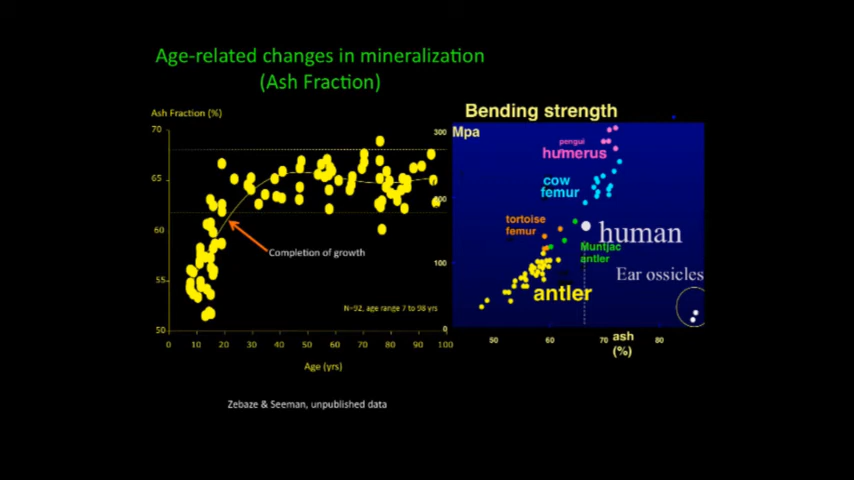 Age-related changes in mineralization
(Ash Fraction)
Ash Fraction (%)
70
65
60
55
50
0 10 20 30 40 50 60 70 80 90 100
Age (yrs)
Completion of growth
N=92, age range 7 to 98 yrs
Zebaze & Seeman, unpublished data
Bending strength
300 Mpa
200
100
0
pengui
humerus
cow
femur
tortoise
femur
human
Muntjac
antler
Ear ossicles
antler
50 60 70 ash 80
(%)